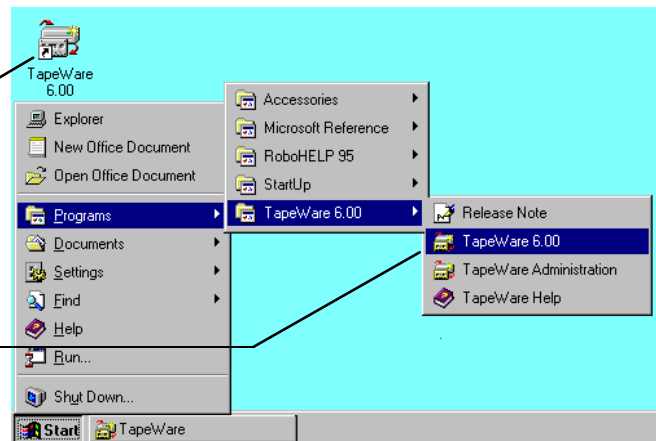 TapeWare
6.00
Explorer
New Office Document
Open Office Document
Programs
Documents
Settings
Find
Help
Run...
Shut Down...
Accessories
Microsoft Reference
RoboHELP 95
StartUp
TapeWare 6.00
Release Note
TapeWare 6.00
TapeWare Administration
TapeWare Help
Start
TapeWare